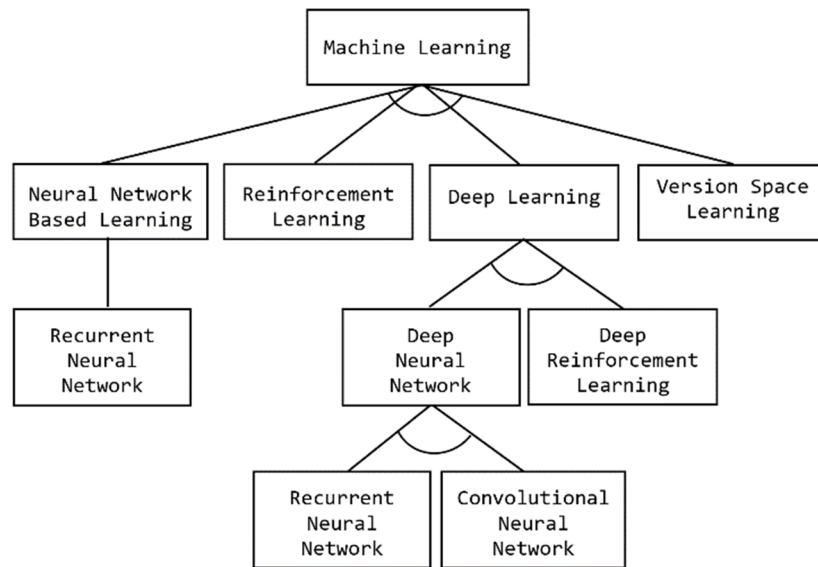 Machine Learning
Neural Network
Based Learning
Reinforcement
Learning
Deep Learning
Version Space
Learning
Recurrent
Neural
Network
Deep
Neural
Network
Deep
Reinforcement
Learning
Recurrent
Neural
Network
Convolutional
Neural
Network